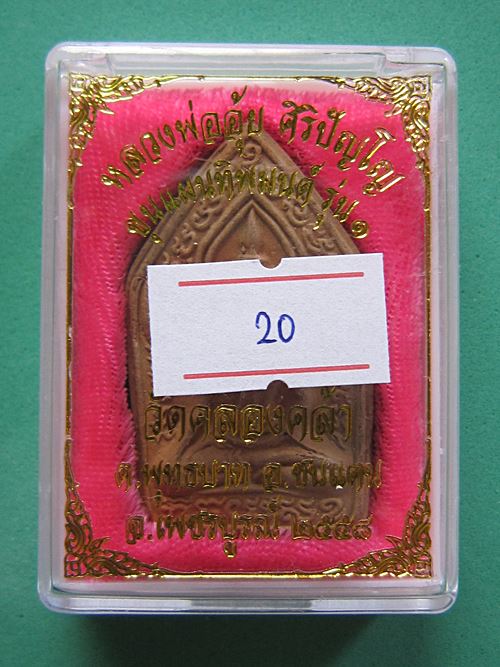 หลวงพ่ออุ้ย ศิริปัญโญ
ขุนแผนทิพมนต์ รุ่น๑
20
วัดคลองคล้า
ต.พุทธบาท อ.ชนแดน
จ.เพชรบูรณ์ ๒๕๕๘